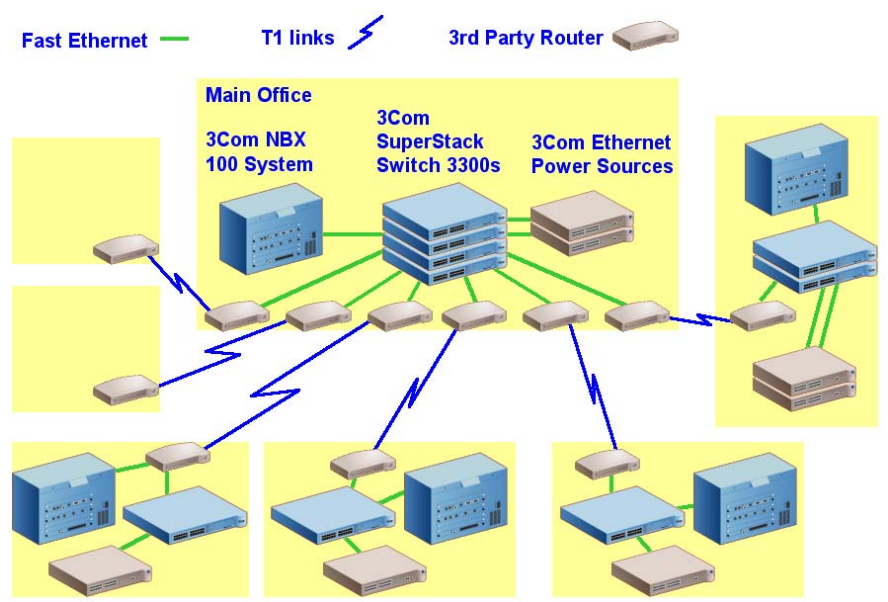 Fast Ethernet
T1 links
3rd Party Router
Main Office
3Com NBX
100 System
3Com
SuperStack
Switch 3300s
3Com Ethernet
Power Sources